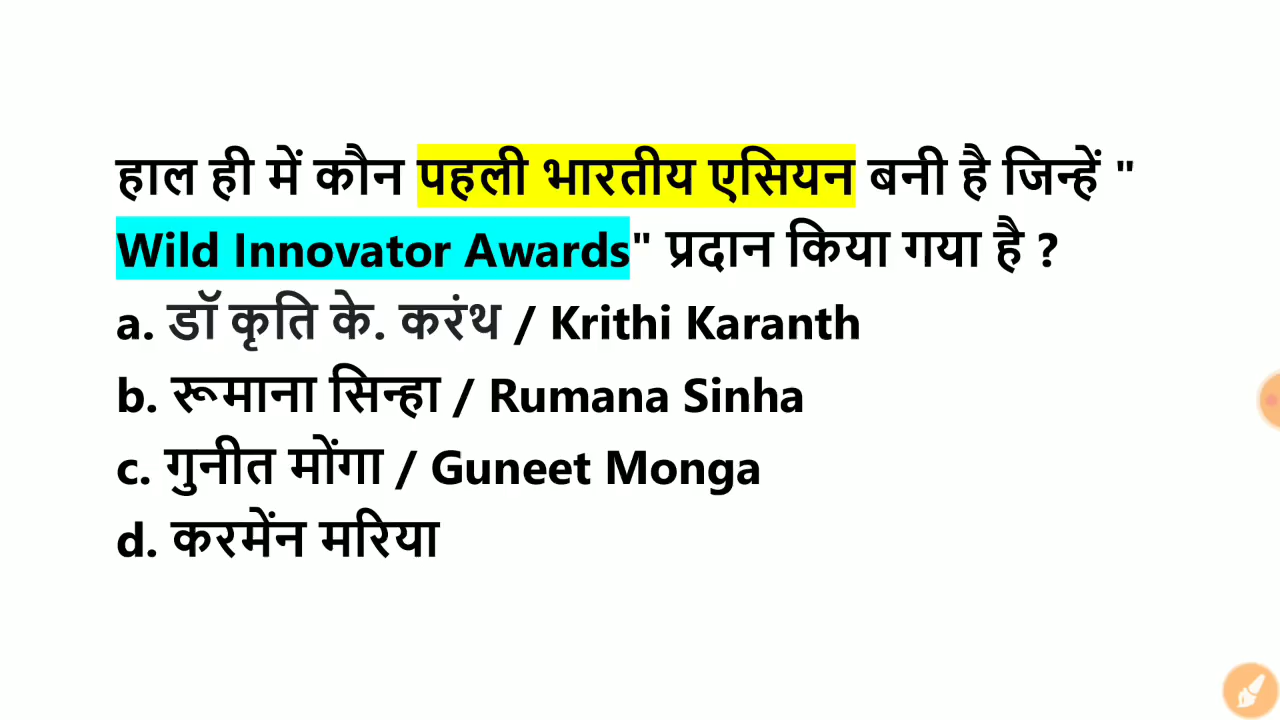 हाल ही में कौन पहली भारतीय एसियन बनी है जिन्हें "
Wild Innovator Awards" प्रदान किया गया है ?
a. डॉ कृति के. करंथ / Krithi Karanth
b. रूमाना सिन्हा / Rumana Sinha
c. गुनीत मोंगा / Guneet Monga
d. करमेंन मरिया